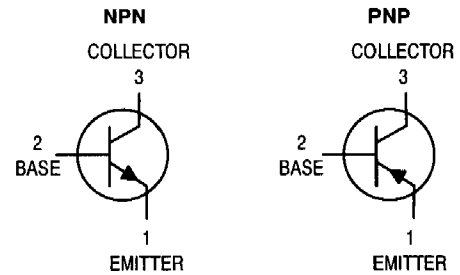 NPN
COLLECTOR
3
2
BASE
1
EMITTER
PNP
COLLECTOR
3
2
BASE
1
EMITTER